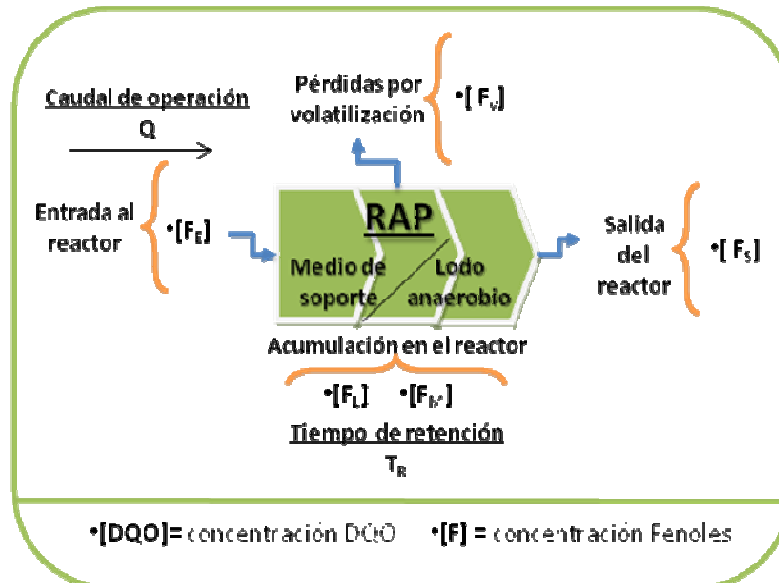 Caudal de operación
Q
Pérdidas por
volatilización
•[Fv]
Entrada al
reactor
•[FE]
RAP
Medio de
soporte
Lodo
anaerobio
Salida
del
reactor
•[ FS]
Acumulación en el reactor
•[FL]
Tiempo de retención
TR
•[DQO]= concentración DQO
•[F] = concentración Fenoles